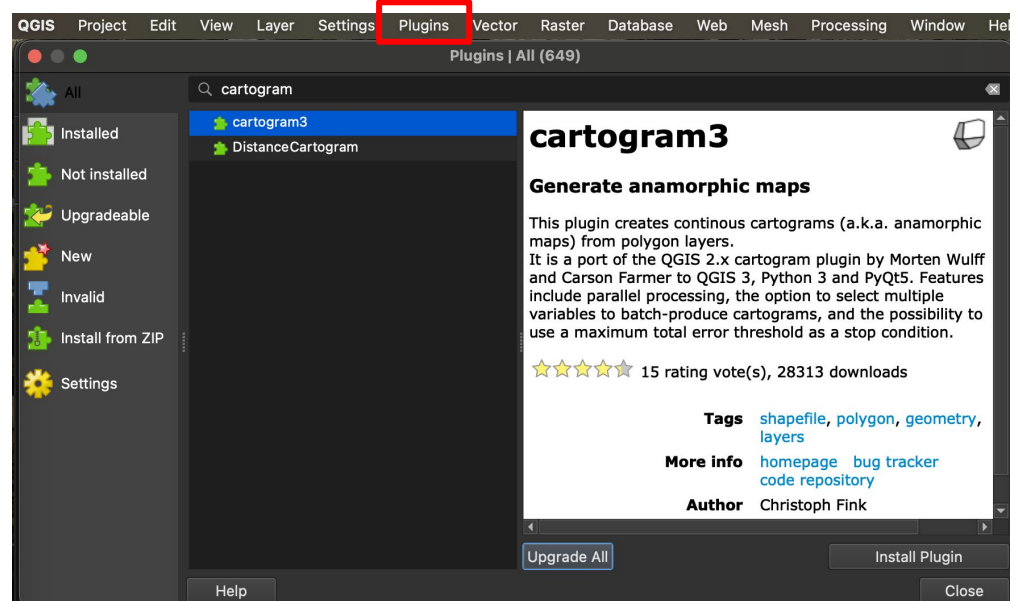 QGIS Project Edit View Layer Settings Plugins Vector Raster Database Web Mesh Processing Window Hel
Plugins | All (649)
All
Installed
Not installed
Upgradeable
New
Invalid
Install from ZIP
Settings
cartogram
cartogram3
DistanceCartogram
cartogram3
Generate anamorphic maps
This plugin creates continous cartograms (a.k.a. anamorphic
maps) from polygon layers.
It is a port of the QGIS 2.x cartogram plugin by Morten Wulff
and Carson Farmer to QGIS 3, Python 3 and PyQt5. Features
include parallel processing, the option to select multiple
variables to batch-produce cartograms, and the possibility to
use a maximum total error threshold as a stop condition.
15 rating vote(s), 28313 downloads
Tags shapefile, polygon, geometry,
layers
More info homepage bug tracker
code repository
Author Christoph Fink
Upgrade All Install Plugin
Help Close